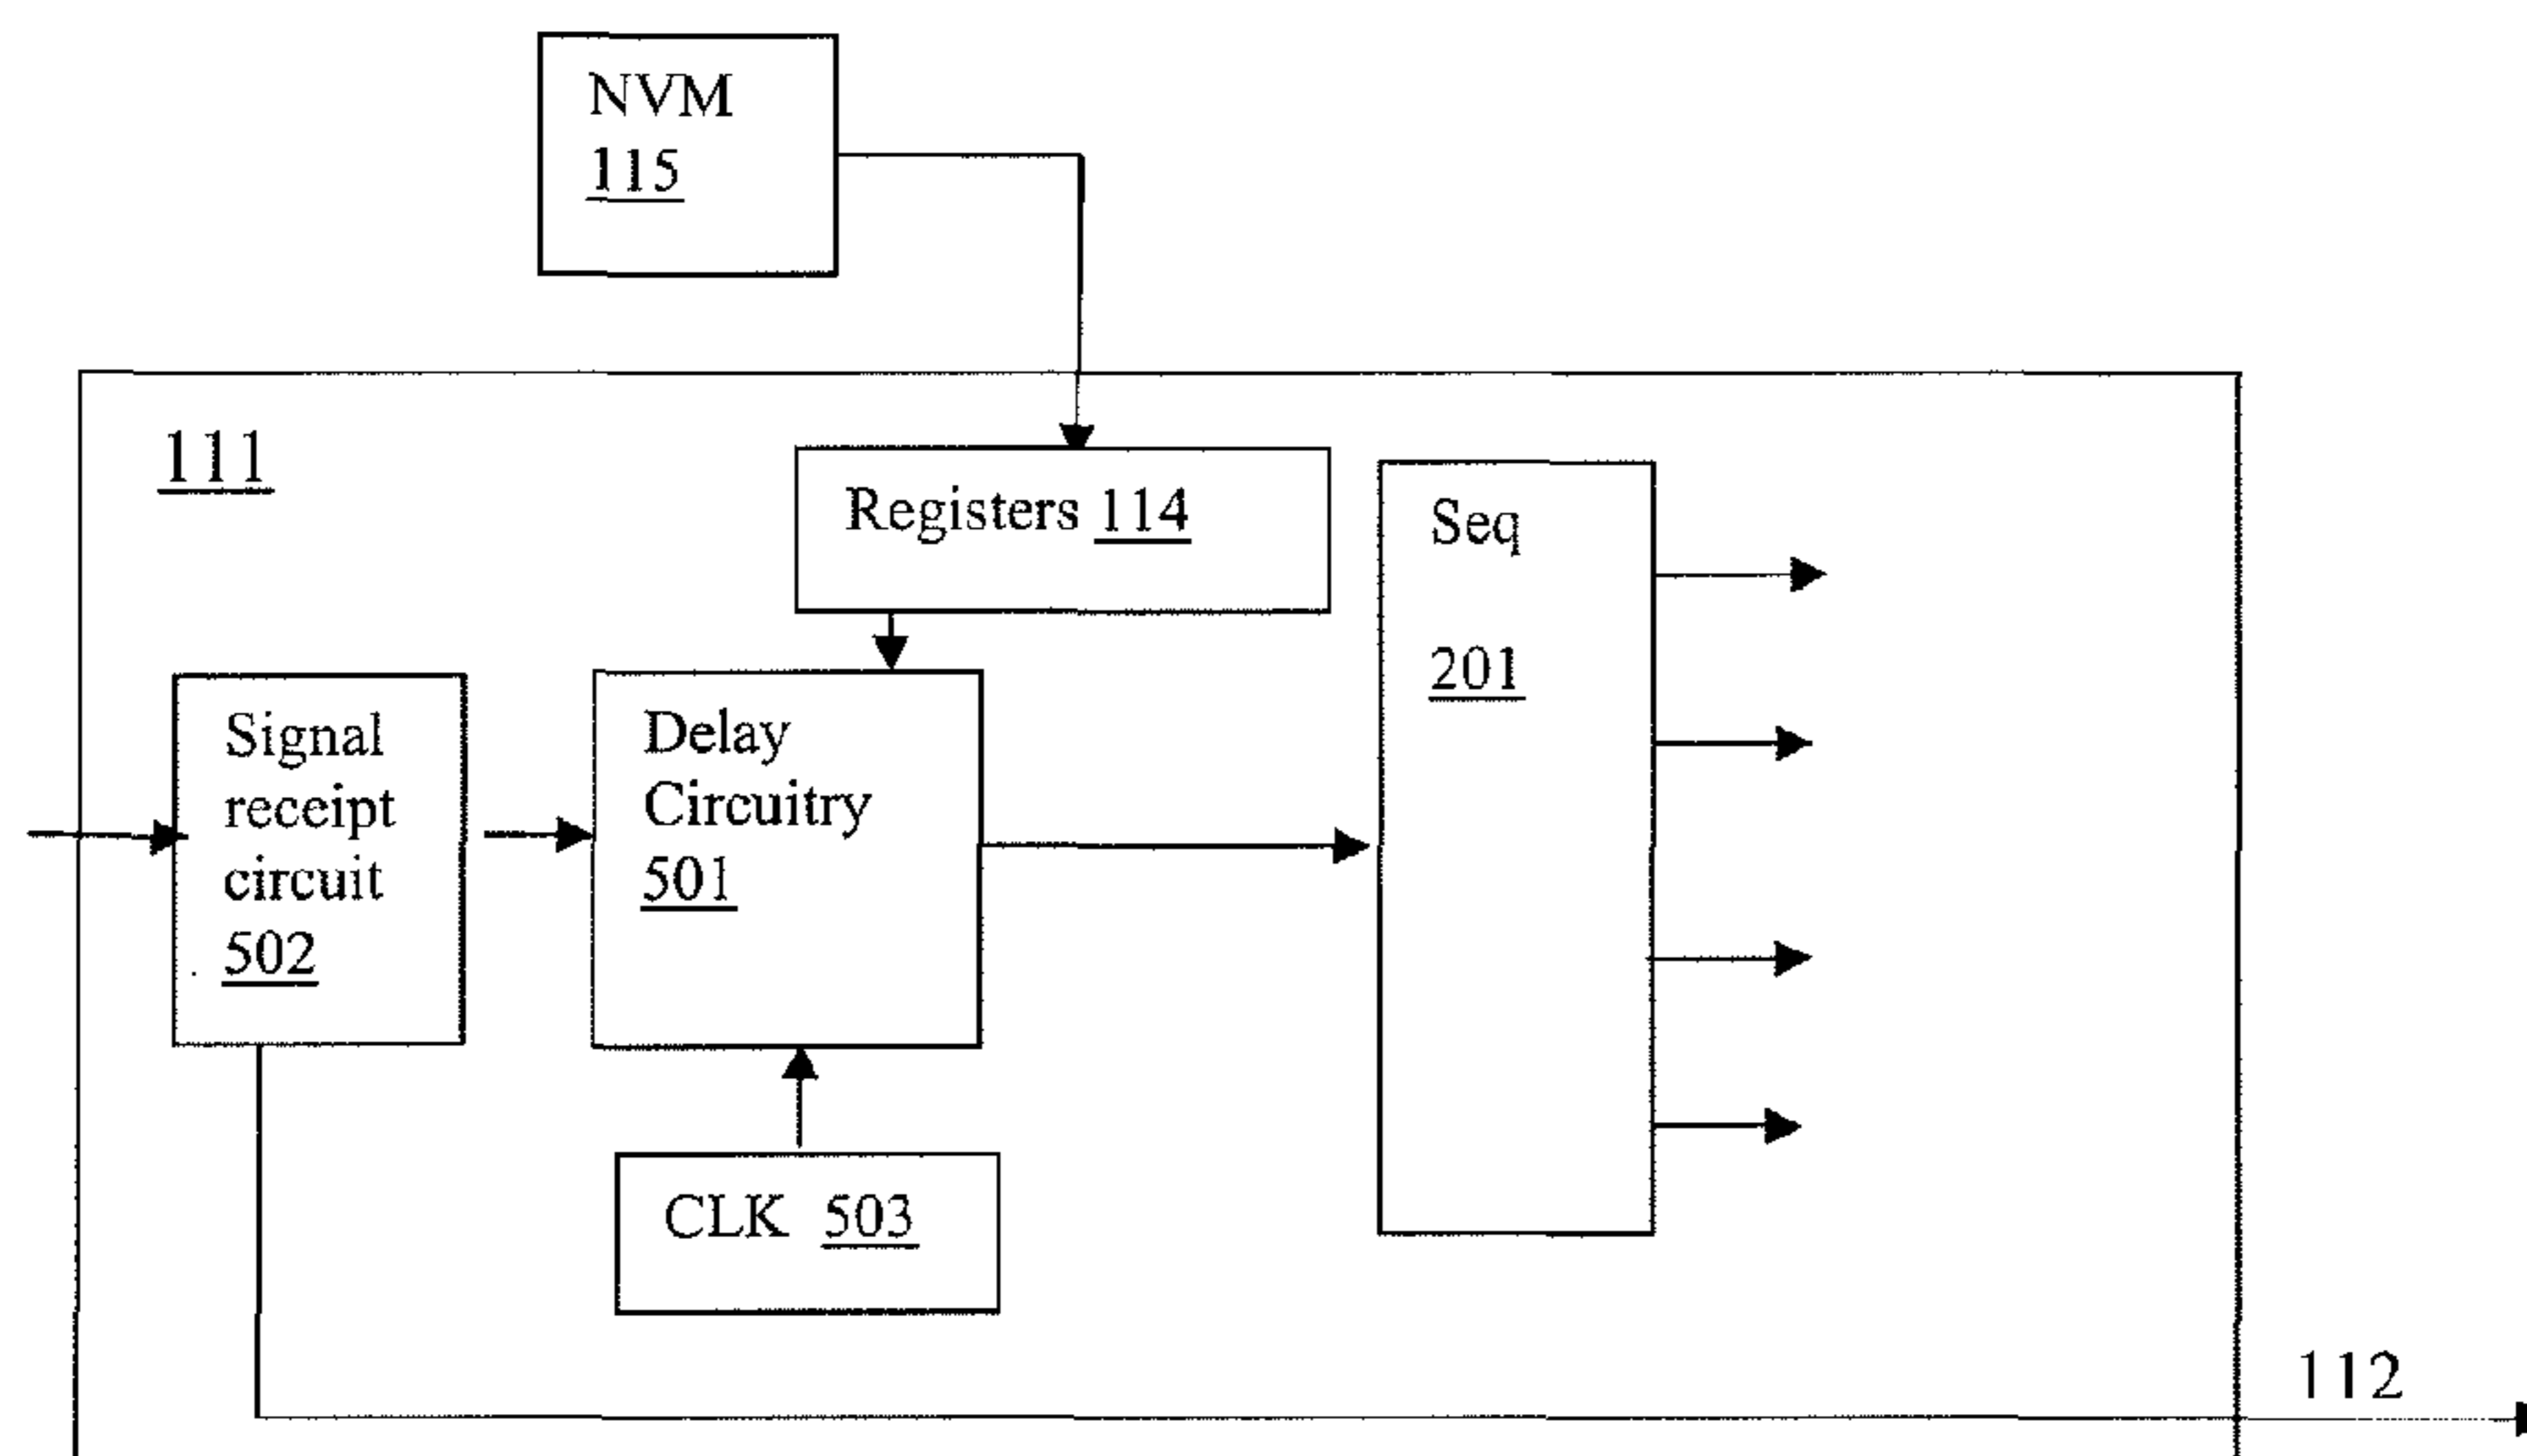 NVM
115
111
Registers 114
Seq
201
Signal
receipt
circuit
502
Delay
Circuitry
501
CLK 503
112